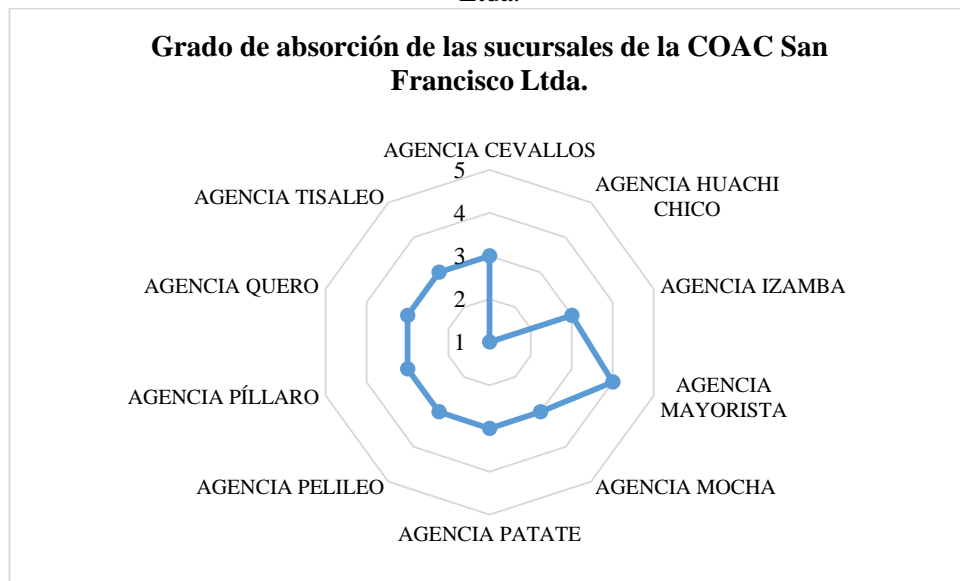 Ltda.
Grado de absorción de las sucursales de la COAC San
Francisco Ltda.
AGENCIA CEVALLOS
5
AGENCIA HUACHI
CHICO
AGENCIA TISALEO
4
3
AGENCIA QUERO
AGENCIA IZAMBA
2
1
AGENCIA PÍLLARO
AGENCIA
MAYORISTA
AGENCIA PELILEO
AGENCIA MOCHA
AGENCIA PATATE